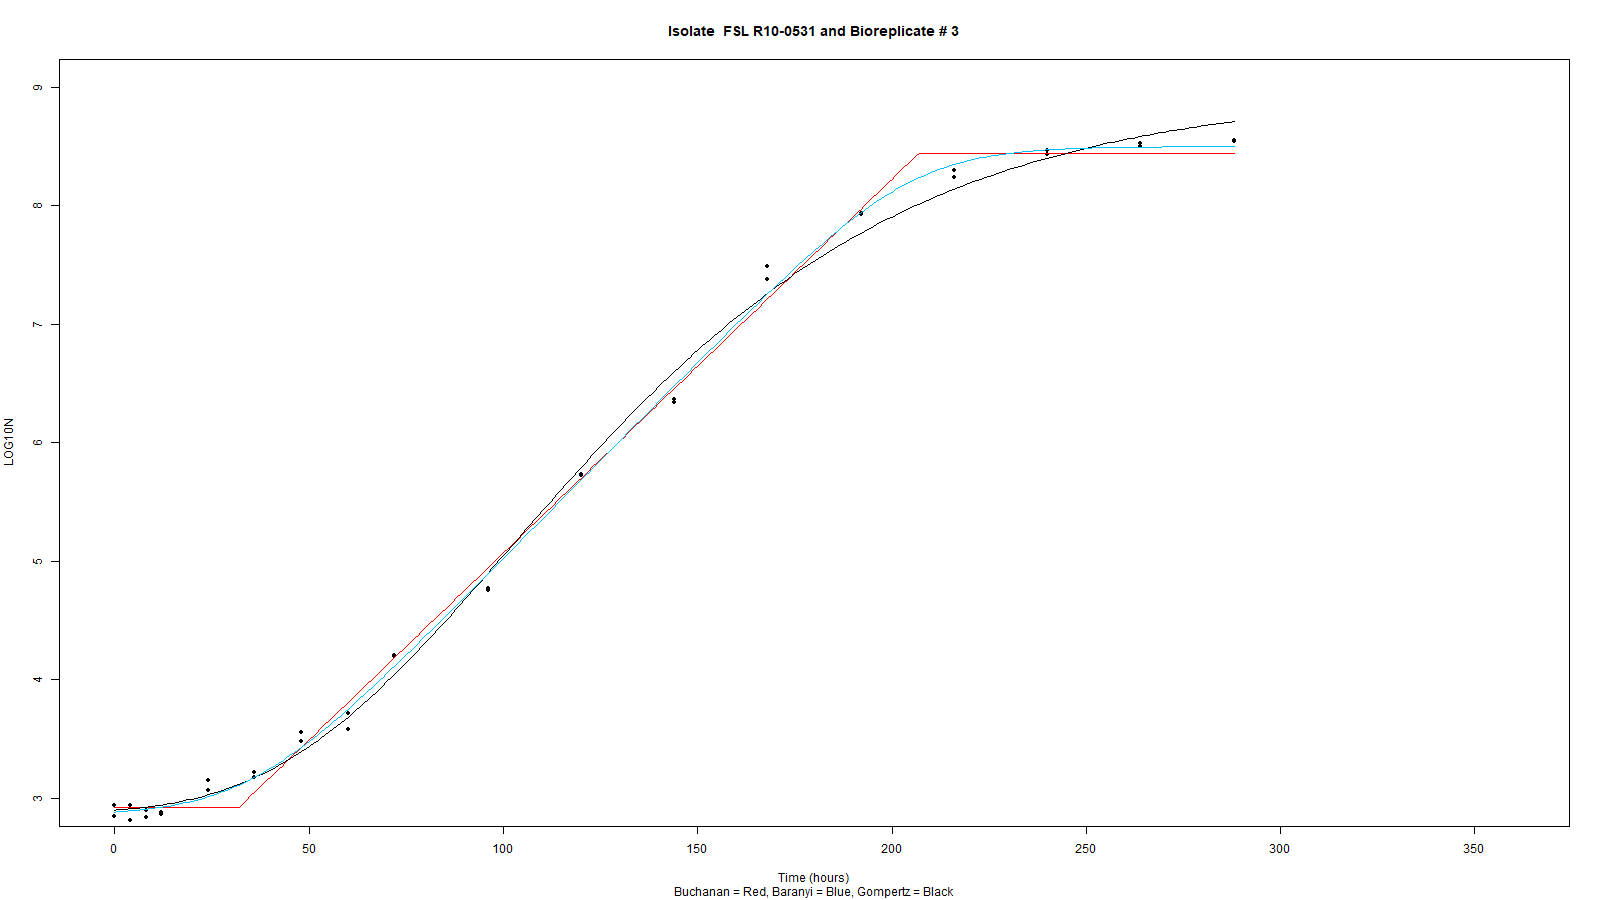 Isolate  FSL R10-0531 and Bioreplicate # 3
9
8
7
6
5
4
3
LOG10N
0 50 100 150 200 250 300 350
Time (hours)
Buchanan = Red, Baranyi = Blue, Gompertz = Black